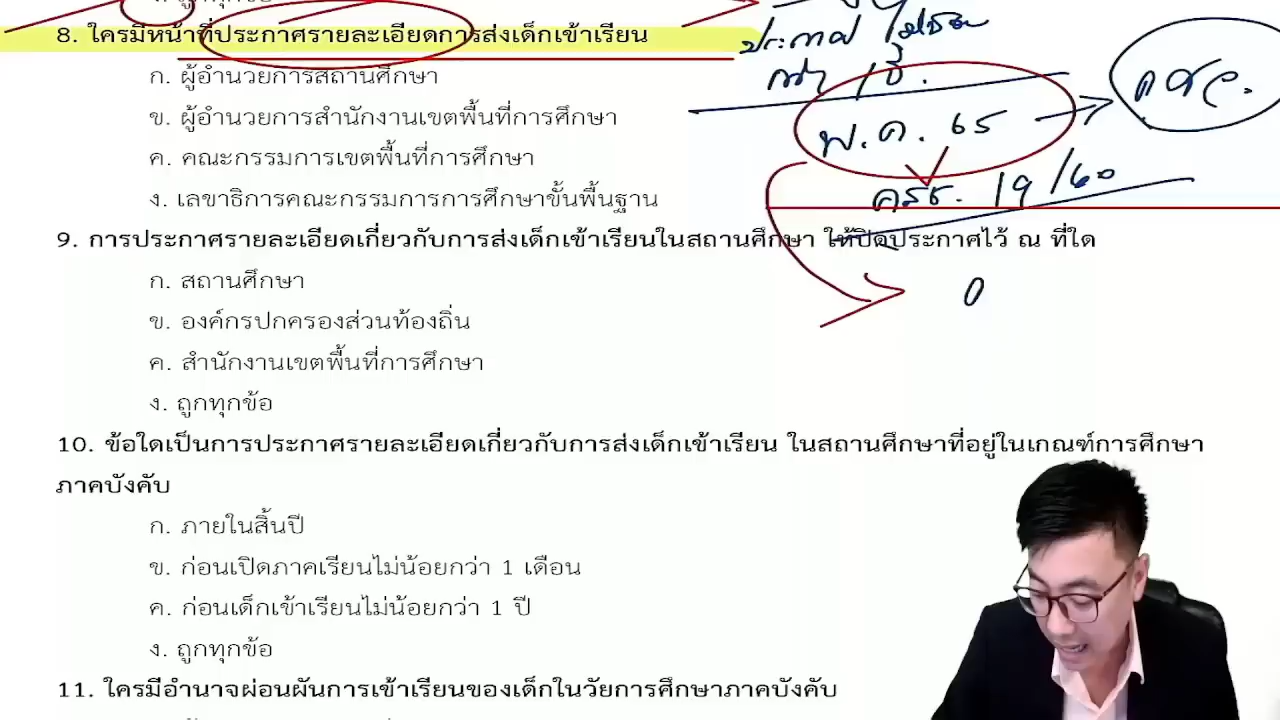 8. ใครมีหน้าที่ประกาศรายละเอียดการส่งเด็กเข้าเรียน
ก. ผู้อำนวยการสถานศึกษา
ข. ผู้อำนวยการสำนักงานเขตพื้นที่การศึกษา
ค. คณะกรรมการเขตพื้นที่การศึกษา
ง. เลขาธิการคณะกรรมการการศึกษาขั้นพื้นฐาน
ประกาศ
กว่า 1 ปี.
พ.ค. 65
19/60
9. การประกาศรายละเอียดเกี่ยวกับการส่งเด็กเข้าเรียนในสถานศึกษา ให้ปิดประกาศไว้ ณ ที่ใด
ก. สถานศึกษา
ข. องค์กรปกครองส่วนท้องถิ่น
ค. สำนักงานเขตพื้นที่การศึกษา
ง. ถูกทุกข้อ
10. ข้อใดเป็นการประกาศรายละเอียดเกี่ยวกับการส่งเด็กเข้าเรียน ในสถานศึกษาที่อยู่ในเกณฑ์การศึกษา
ภาคบังคับ
ก. ภายในสิ้นปี
ข. ก่อนเปิดภาคเรียนไม่น้อยกว่า 1 เดือน
ค. ก่อนเด็กเข้าเรียนไม่น้อยกว่า 1 ปี
ง. ถูกทุกข้อ
11. ใครมีอำนาจผ่อนผันการเข้าเรียนของเด็กในวัยการศึกษาภาคบังคับ